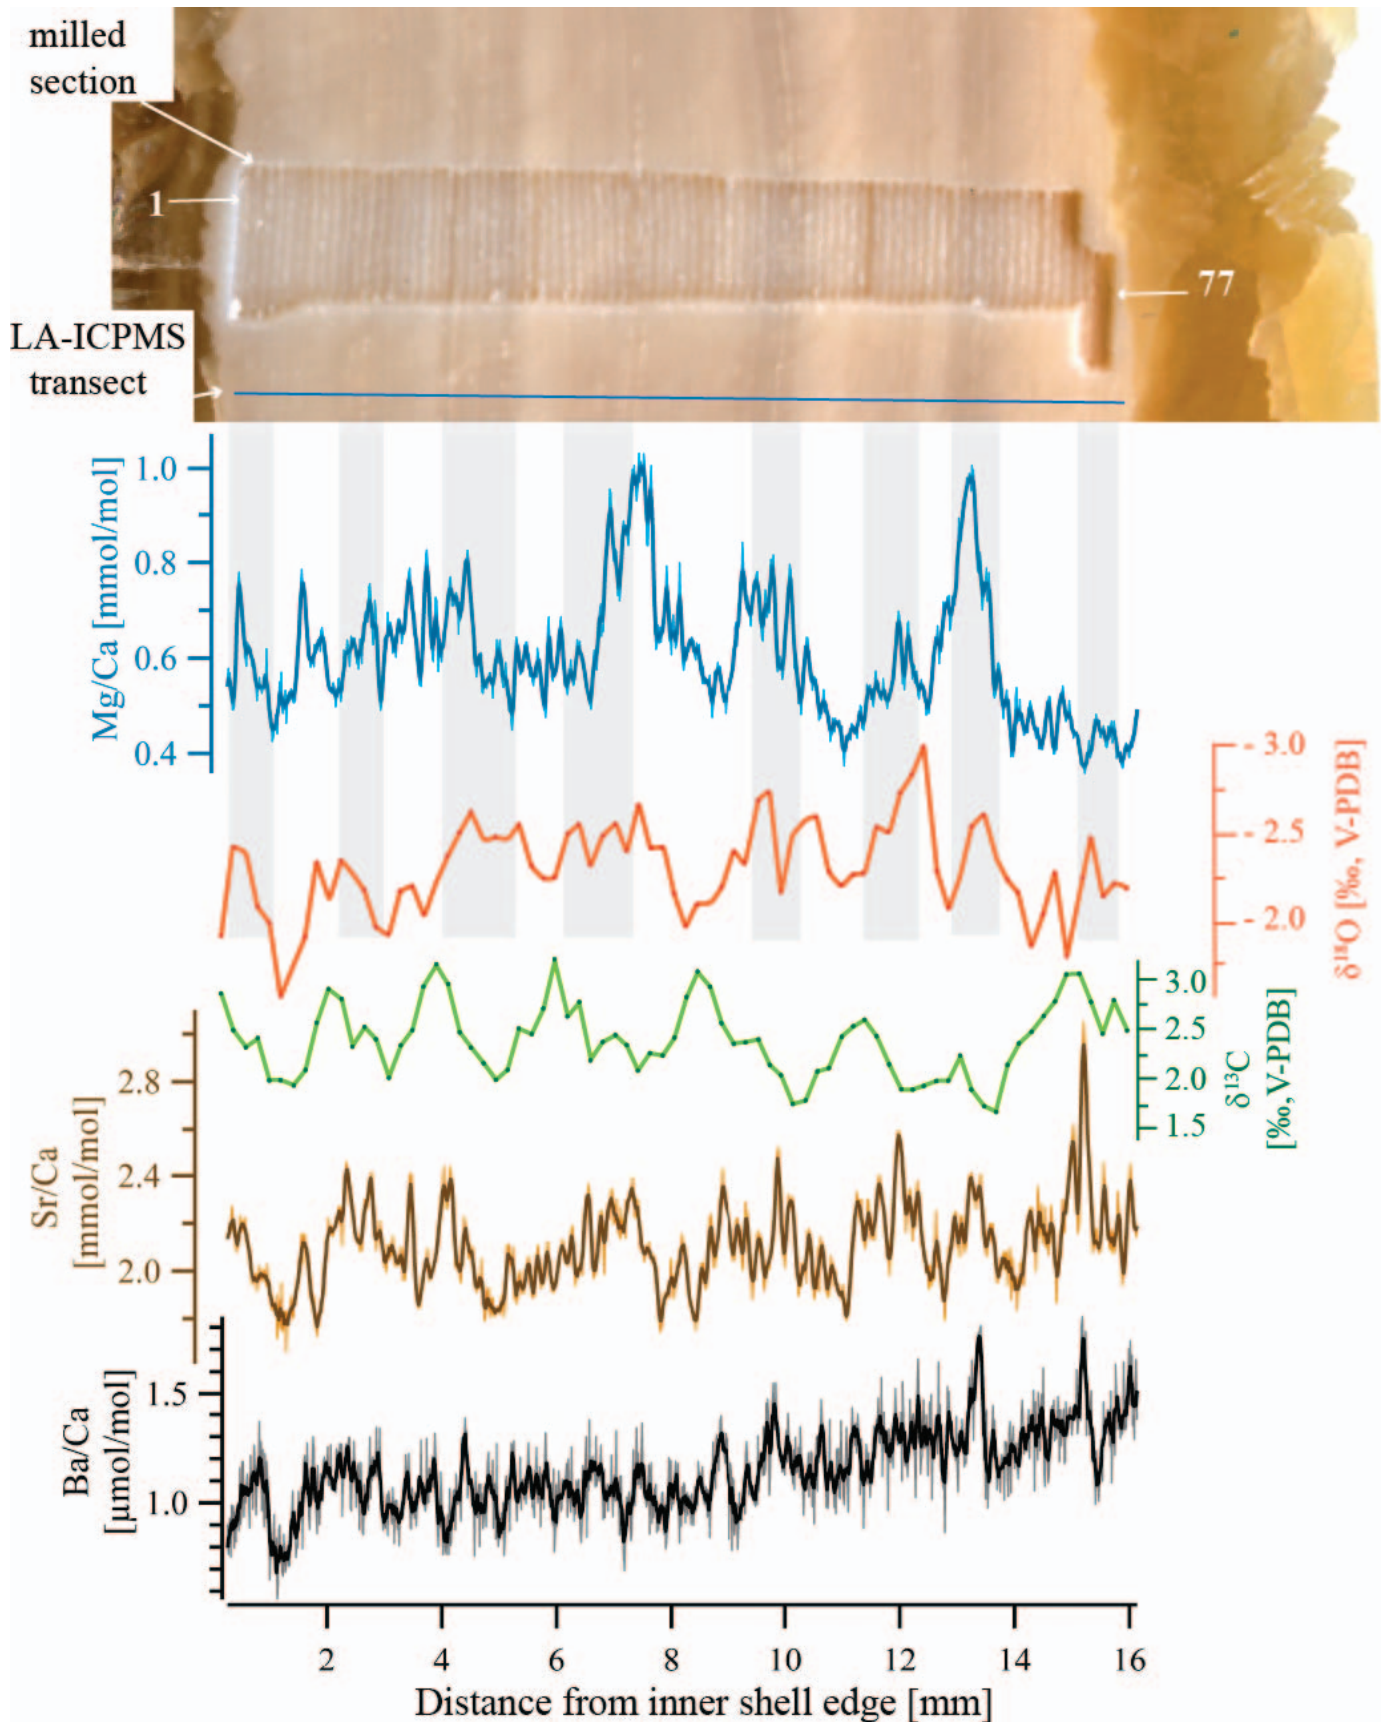 milled
section
1
77
LA-ICPMS
transect
Mg/Ca [mmol/mol]
1.0
0.8
0.6
0.4
- 3.0
- 2.5
- 2.0
δ¹⁸O [‰, V-PDB]
3.0
2.5
2.0
1.5
δ¹³C
[‰, V-PDB]
Sr/Ca
[mmol/mol]
2.8
2.4
2.0
Ba/Ca
[µmol/mol]
1.5
1.0
2 4 6 8 10 12 14 16
Distance from inner shell edge [mm]